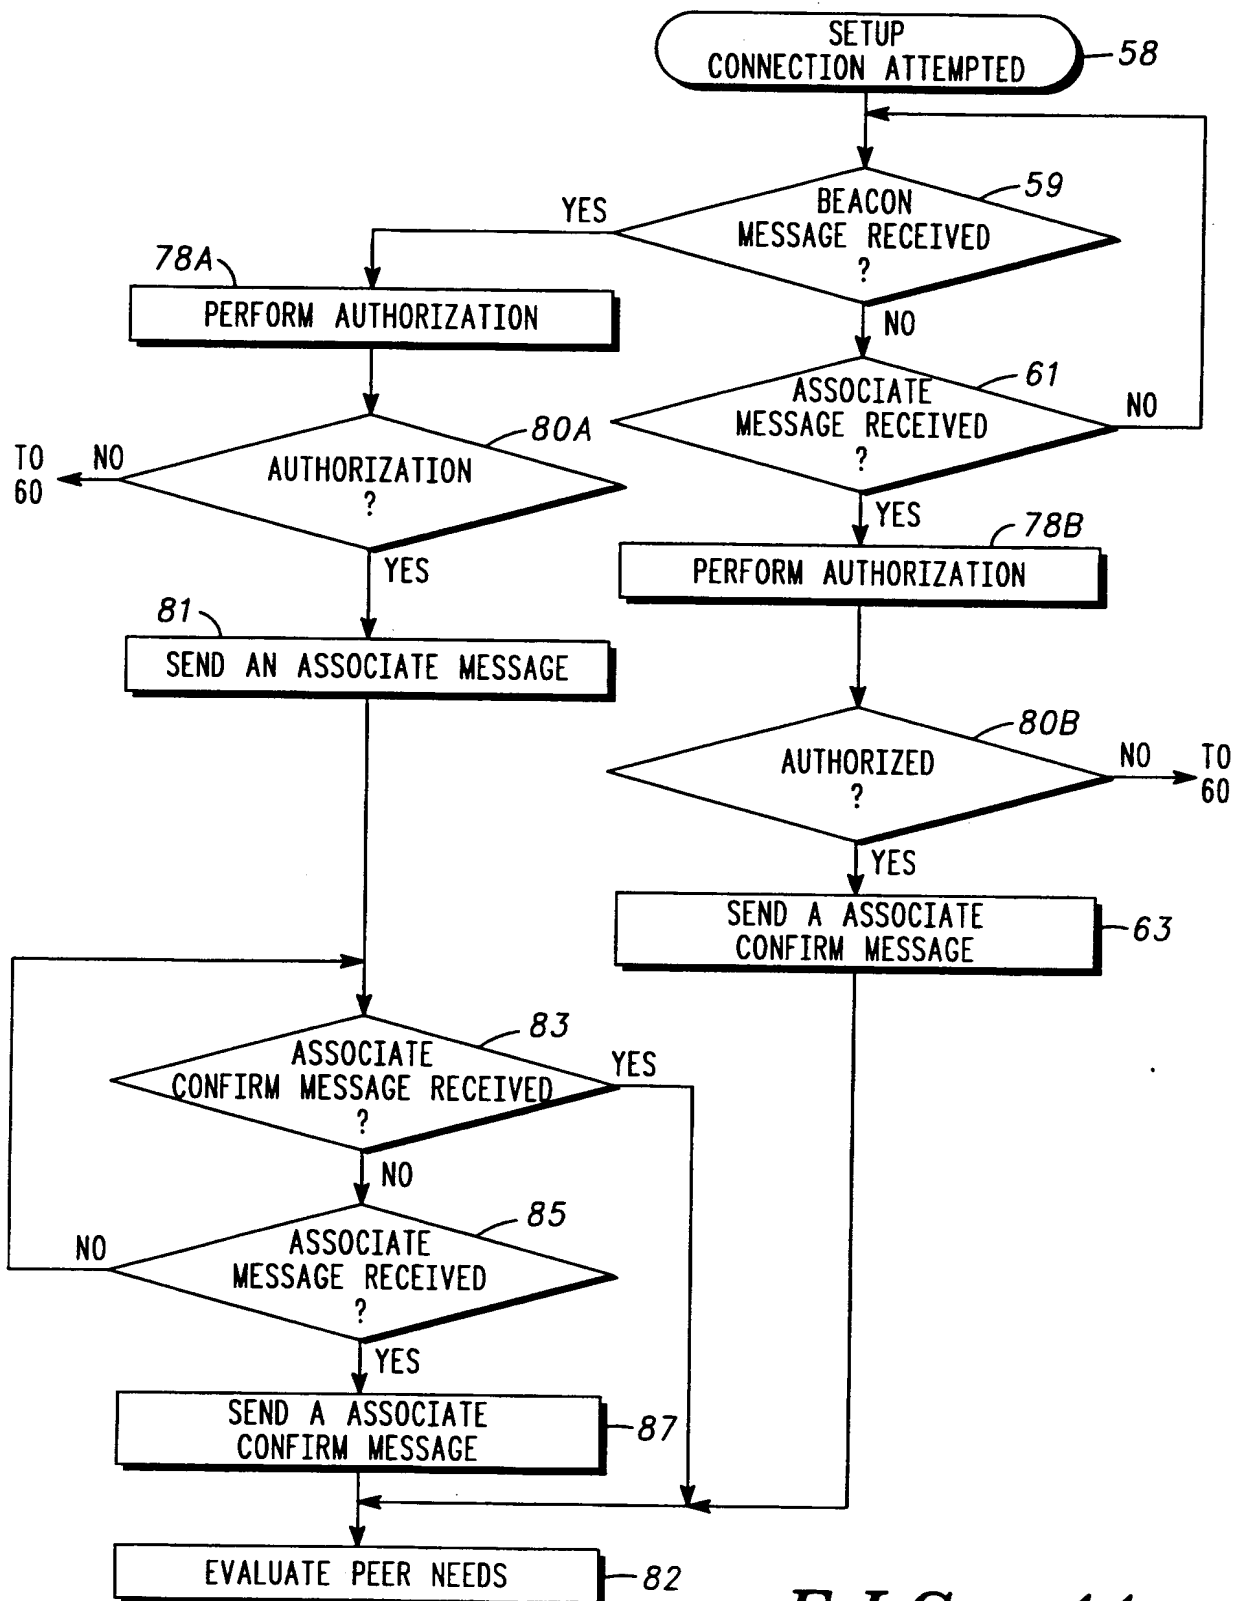 SETUP
CONNECTION ATTEMPTED
58
BEACON
MESSAGE RECEIVED
?
59
YES
NO
78A
PERFORM AUTHORIZATION
ASSOCIATE
MESSAGE RECEIVED
?
61
NO
YES
80A
AUTHORIZATION
?
NO
TO
60
YES
78B
PERFORM AUTHORIZATION
81
SEND AN ASSOCIATE MESSAGE
80B
AUTHORIZED
?
NO
TO
60
YES
SEND A ASSOCIATE
CONFIRM MESSAGE
63
83
ASSOCIATE
CONFIRM MESSAGE RECEIVED
?
YES
NO
85
ASSOCIATE
MESSAGE RECEIVED
?
NO
YES
SEND A ASSOCIATE
CONFIRM MESSAGE
87
EVALUATE PEER NEEDS
82